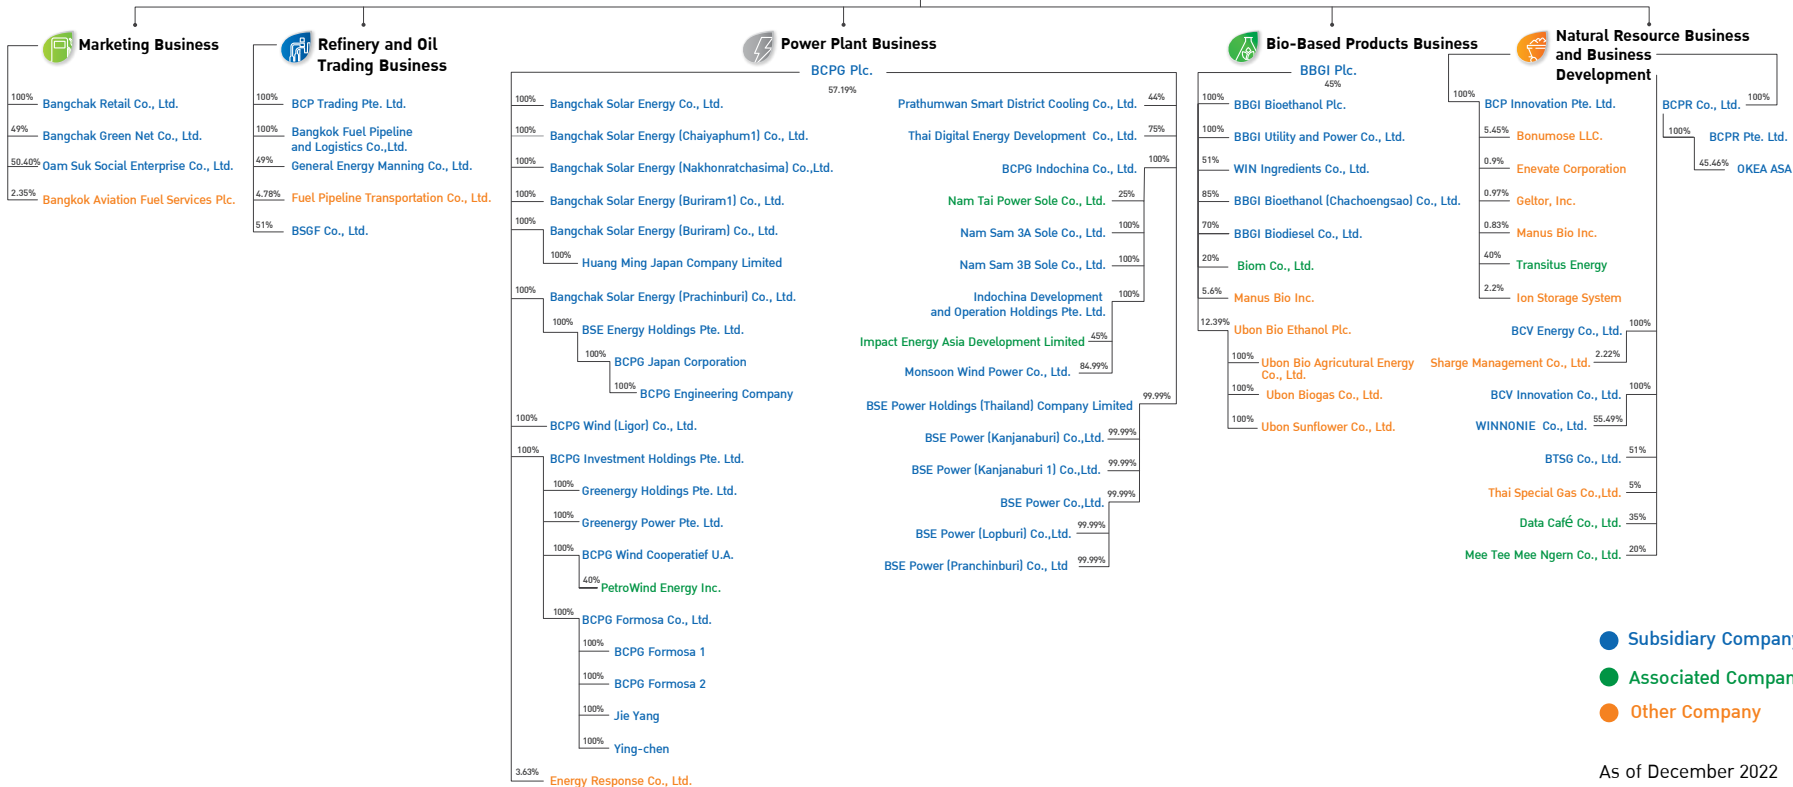 Marketing Business
100%
Bangchak Retail Co., Ltd.
49%
Bangchak Green Net Co., Ltd.
50.40%
Oam Suk Social Enterprise Co., Ltd.
2.35%
Bangkok Aviation Fuel Services Plc.
Refinery and Oil
Trading Business
100%
BCP Trading Pte. Ltd.
100%
Bangkok Fuel Pipeline
and Logistics Co.,Ltd.
49%
General Energy Manning Co., Ltd.
4.78%
Fuel Pipeline Transportation Co., Ltd.
51%
BSGF Co., Ltd.
Power Plant Business
BCPG Plc.
57.19%
100%
Bangchak Solar Energy Co., Ltd.
100%
Bangchak Solar Energy (Chaiyaphum1) Co., Ltd.
100%
Bangchak Solar Energy (Nakhonratchasima) Co.,Ltd.
100%
Bangchak Solar Energy (Buriram1) Co., Ltd.
100%
Bangchak Solar Energy (Buriram) Co., Ltd.
100%
Huang Ming Japan Company Limited
100%
Bangchak Solar Energy (Prachinburi) Co., Ltd.
100%
BSE Energy Holdings Pte. Ltd.
100%
BCPG Japan Corporation
100%
BCPG Engineering Company
100%
BCPG Wind (Ligor) Co., Ltd.
100%
BCPG Investment Holdings Pte. Ltd.
100%
Greenergy Holdings Pte. Ltd.
100%
Greenergy Power Pte. Ltd.
100%
BCPG Wind Cooperatief U.A.
40%
PetroWind Energy Inc.
100%
BCPG Formosa Co., Ltd.
100%
BCPG Formosa 1
100%
BCPG Formosa 2
100%
Jie Yang
100%
Ying-chen
3.63%
Energy Response Co., Ltd.
Prathumwan Smart District Cooling Co., Ltd.
44%
Thai Digital Energy Development Co., Ltd.
75%
BCPG Indochina Co., Ltd.
100%
Nam Tai Power Sole Co., Ltd.
25%
Nam Sam 3A Sole Co., Ltd.
100%
Nam Sam 3B Sole Co., Ltd.
100%
Indochina Development
and Operation Holdings Pte. Ltd.
100%
Impact Energy Asia Development Limited
45%
Monsoon Wind Power Co., Ltd.
84.99%
BSE Power Holdings (Thailand) Company Limited
99.99%
BSE Power (Kanjanaburi) Co.,Ltd.
99.99%
BSE Power (Kanjanaburi 1) Co.,Ltd.
99.99%
BSE Power Co.,Ltd.
99.99%
BSE Power (Lopburi) Co.,Ltd.
99.99%
BSE Power (Pranchinburi) Co., Ltd
99.99%
Bio-Based Products Business
BBGI Plc.
45%
100%
BBGI Bioethanol Plc.
100%
BBGI Utility and Power Co., Ltd.
51%
WIN Ingredients Co., Ltd.
85%
BBGI Bioethanol (Chachoengsao) Co., Ltd.
70%
BBGI Biodiesel Co., Ltd.
20%
Biom Co., Ltd.
5.6%
Manus Bio Inc.
12.39%
Ubon Bio Ethanol Plc.
100%
Ubon Bio Agricutural Energy
Co., Ltd.
100%
Ubon Biogas Co., Ltd.
100%
Ubon Sunflower Co., Ltd.
Natural Resource Business
and Business
Development
100%
BCP Innovation Pte. Ltd.
5.45%
Bonumose LLC.
0.9%
Enevate Corporation
0.97%
Geltor, Inc.
0.83%
Manus Bio Inc.
40%
Transitus Energy
2.2%
Ion Storage System
BCV Energy Co., Ltd.
100%
Sharge Management Co., Ltd.
2.22%
BCV Innovation Co., Ltd.
100%
WINNONIE Co., Ltd.
55.49%
BTSG Co., Ltd.
51%
Thai Special Gas Co.,Ltd.
5%
Data Café Co., Ltd.
35%
Mee Tee Mee Ngern Co., Ltd.
20%
BCPR Co., Ltd.
100%
100%
BCPR Pte. Ltd.
45.46%
OKEA ASA
Subsidiary Company
Associated Compan
Other Company
As of December 2022